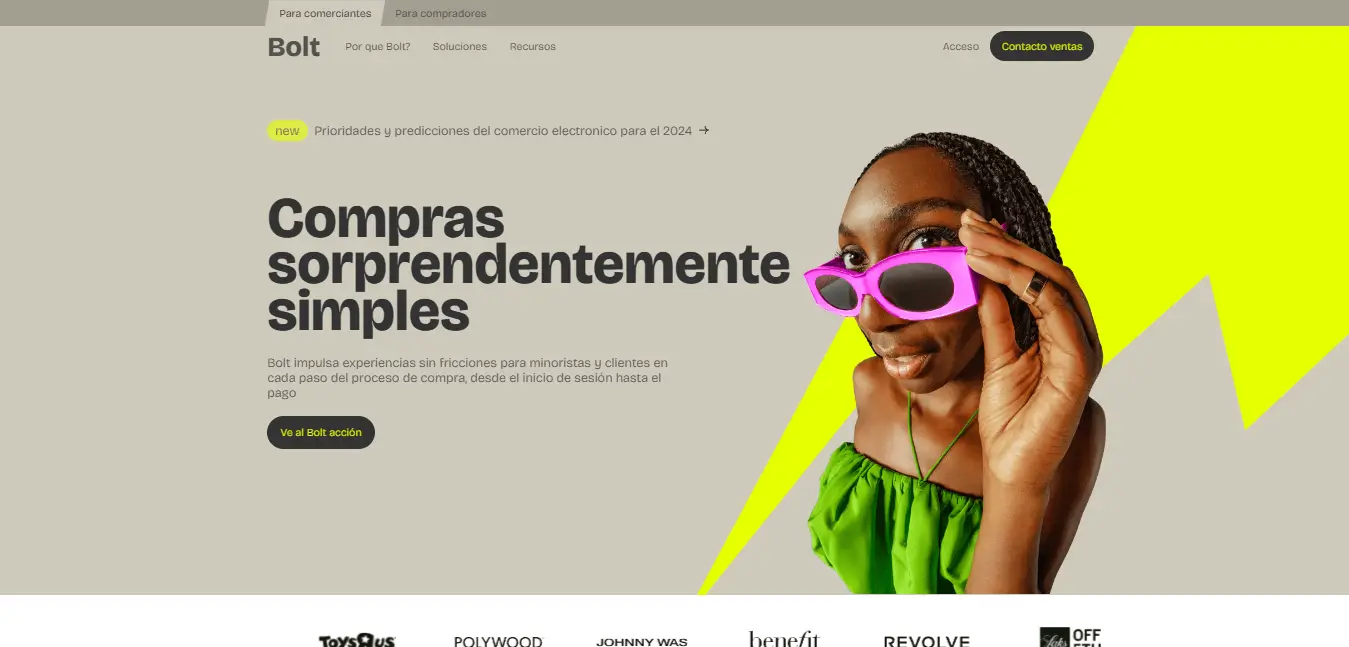 Para comerciantes
Para compradores
Bolt
Por que Bolt?
Soluciones
Recursos
Acceso
Contacto ventas
new
Prioridades y predicciones del comercio electronico para el 2024 →
Compras
sorprendentemente
simples
Bolt impulsa experiencias sin fricciones para minoristas y clientes en
cada paso del proceso de compra, desde el inicio de sesión hasta el
pago
Ve al Bolt acción
Toys R Us
POLYWOOD
JOHNNY WAS
benefit
REVOLVE
Saks
OFF
5TH